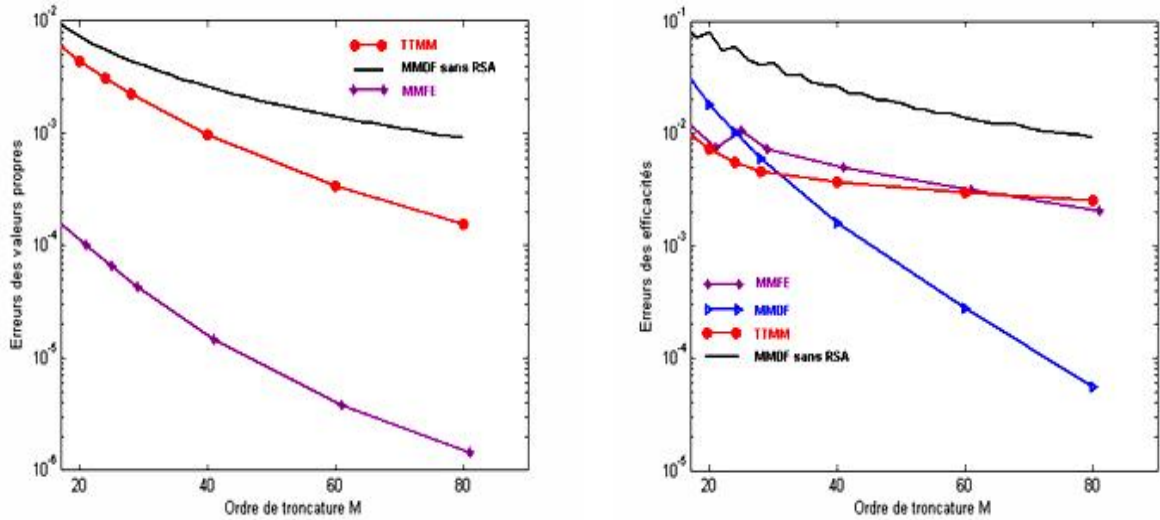 10-2
10-3
10-4
10-5
10-6
Erreurs des valeurs propres
TTMM
MMDF sans RSA
MMFE
20 40 60 80
Ordre de troncature M
10-1
10-2
10-3
10-4
10-5
Erreurs des efficacités
MMFE
MMDF
TTMM
MMDF sans RSA
20 40 60 80
Ordre de troncature M